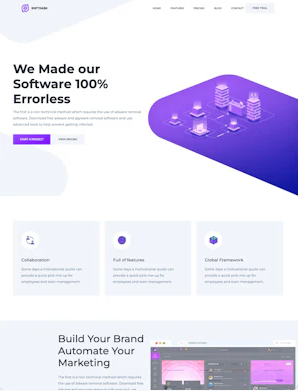 SOFTDASH
HOME FEATURES PRICING BLOG CONTACT FREE TRIAL
We Made our
Software 100%
Errorless
The first is a non technical method which requires the use of adware removal
software. Download free adware and spyware removal software and use
advanced tools to help prevent getting infected.
START CONNECT VIEW PRICING
Collaboration
Some days a motivational quote can
provide a quick pick-me-up for
employees and even management.
Full of features
Some days a motivational quote can
provide a quick pick-me-up for
employees and even management.
Global Framework
Some days a motivational quote can
provide a quick pick-me-up for
employees and even management.
Build Your Brand
Automate Your
Marketing
The first is a non technical method which requires
the use of adware removal software. Download free